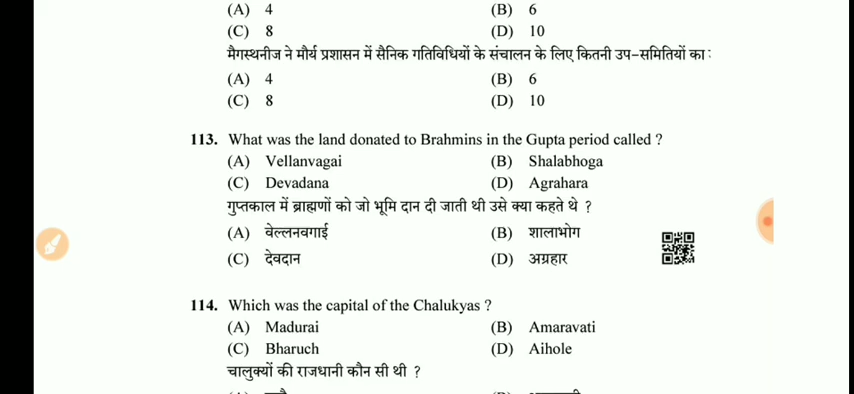 (A) 4 (B) 6
(C) 8 (D) 10
मैगस्थनीज ने मौर्य प्रशासन में सैनिक गतिविधियों के संचालन के लिए कितनी उप-समितियों का
(A) 4 (B) 6
(C) 8 (D) 10
113. What was the land donated to Brahmins in the Gupta period called ?
(A) Vellanvagai (B) Shalabhoga
(C) Devadana (D) Agrahara
गुप्तकाल में ब्राह्मणों को जो भूमि दान दी जाती थी उसे क्या कहते थे ?
(A) वेल्लनवगाई (B) शालाभोग
(C) देवदान (D) अग्रहार
114. Which was the capital of the Chalukyas ?
(A) Madurai (B) Amaravati
(C) Bharuch (D) Aihole
चालुक्यों की राजधानी कौन सी थी ?